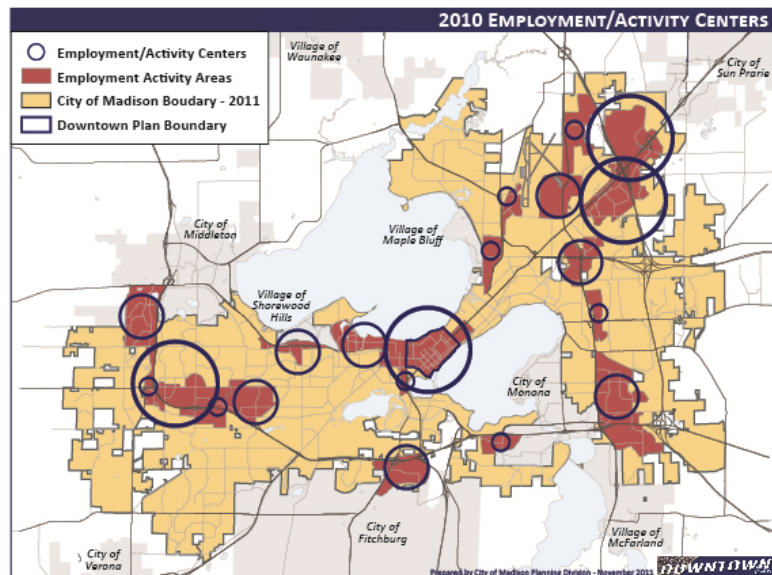 2010 EMPLOYMENT/ACTIVITY CENTERS
Employment/Activity Centers
Employment Activity Areas
City of Madison Boudary - 2011
Downtown Plan Boundary
Village of
Waunakee
City of
Sun Prarie
City of
Middleton
Village of
Maple Bluff
Village of
Shorewood
Hills
City of
Monona
City of
Fitchburg
Village of
McFarland
City of
Verona
Prepared by City of Madison Planning Division - November 2011
DOWNTOWN